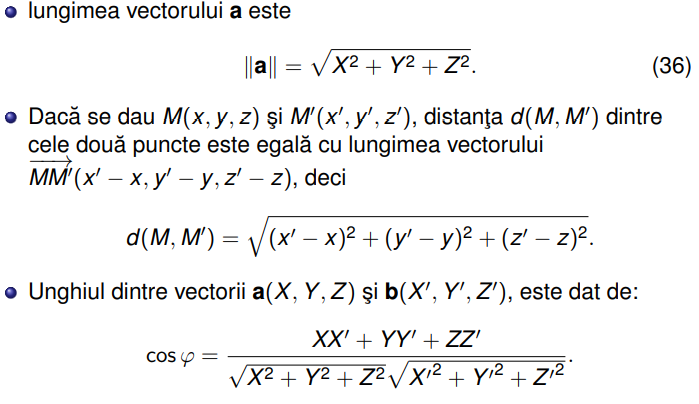 lungimea vectorului a este
‖a‖ = √(X² + Y² + Z²). (36)
Dacă se dau M(x, y, z) şi M′(x′, y′, z′), distanţa d(M, M′) dintre
cele două puncte este egală cu lungimea vectorului
MM′(x′ − x, y′ − y, z′ − z), deci
d(M, M′) = √((x′ − x)² + (y′ − y)² + (z′ − z)²).
Unghiul dintre vectorii a(X, Y, Z) şi b(X′, Y′, Z′), este dat de:
cos φ = (XX′ + YY′ + ZZ′) / (√(X² + Y² + Z²) √(X′² + Y′² + Z′²)).